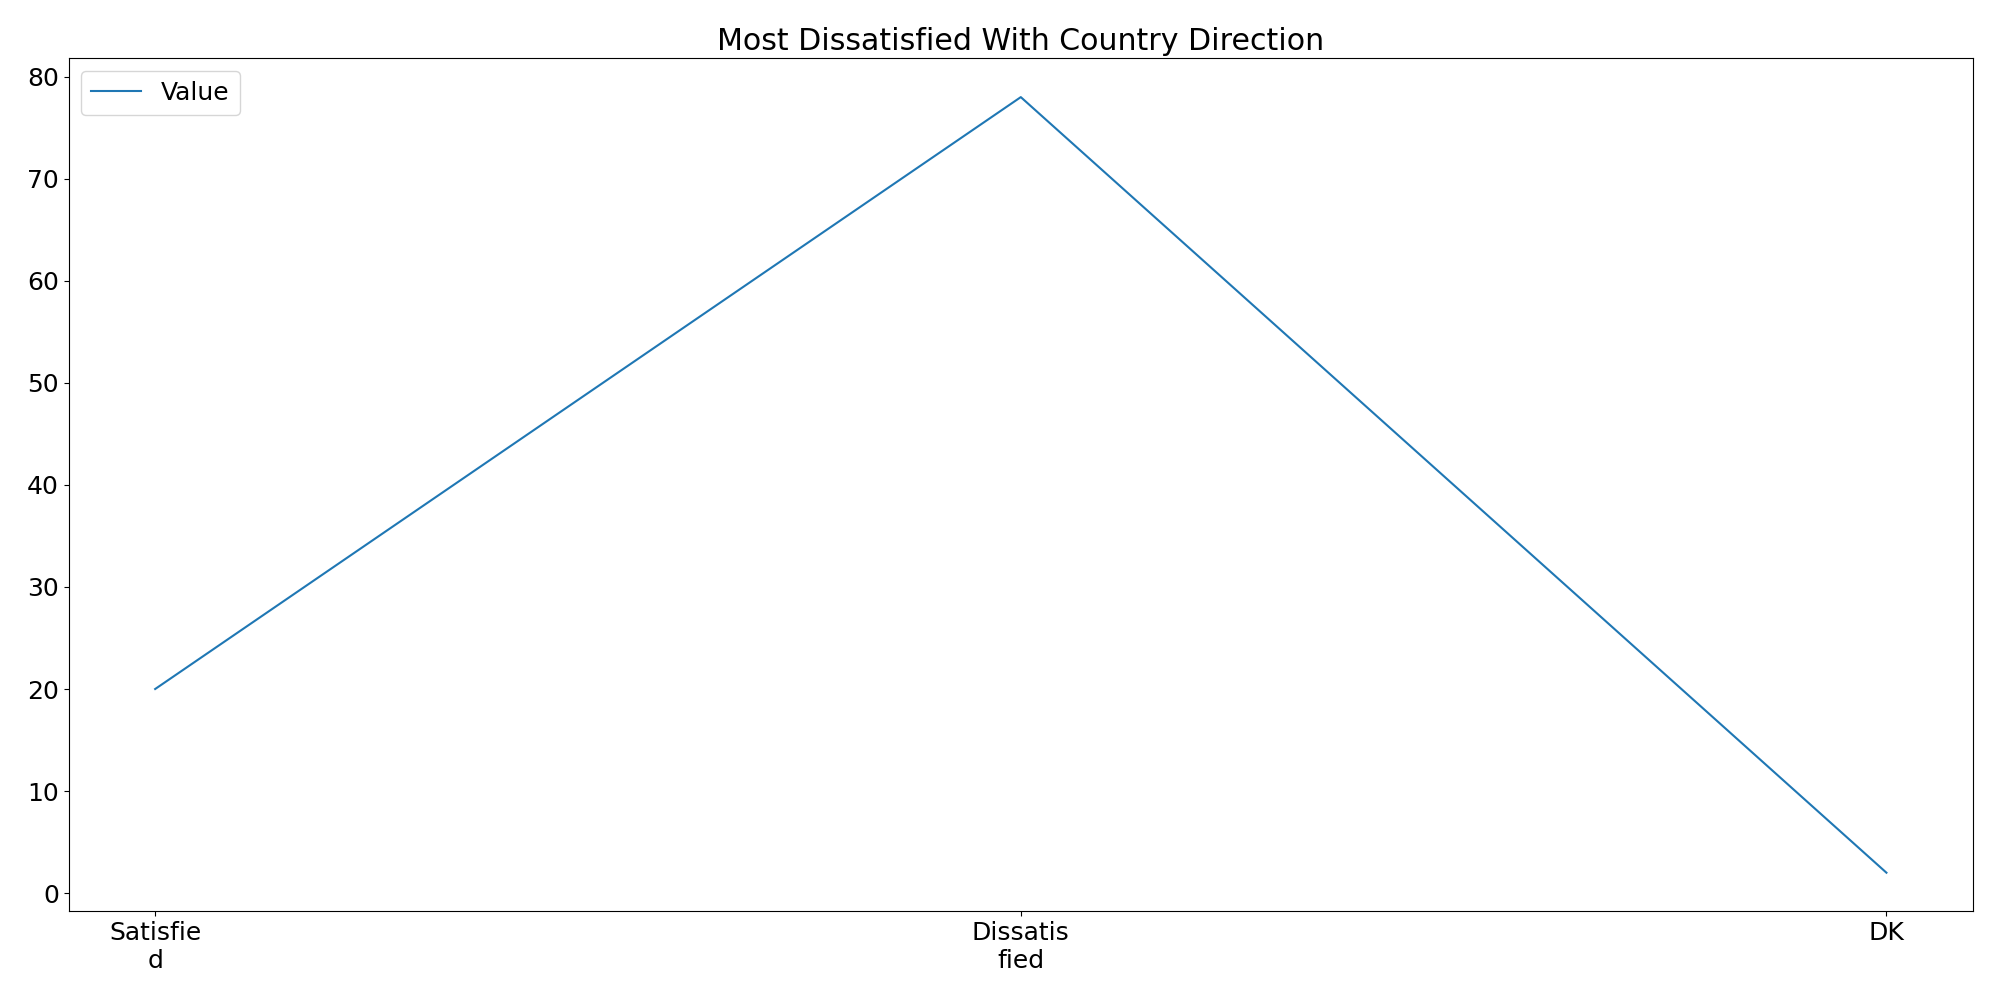 Most Dissatisfied With Country Direction
Value
80
70
60
50
40
30
20
10
0
Satisfie
d
Dissatis
fied
DK